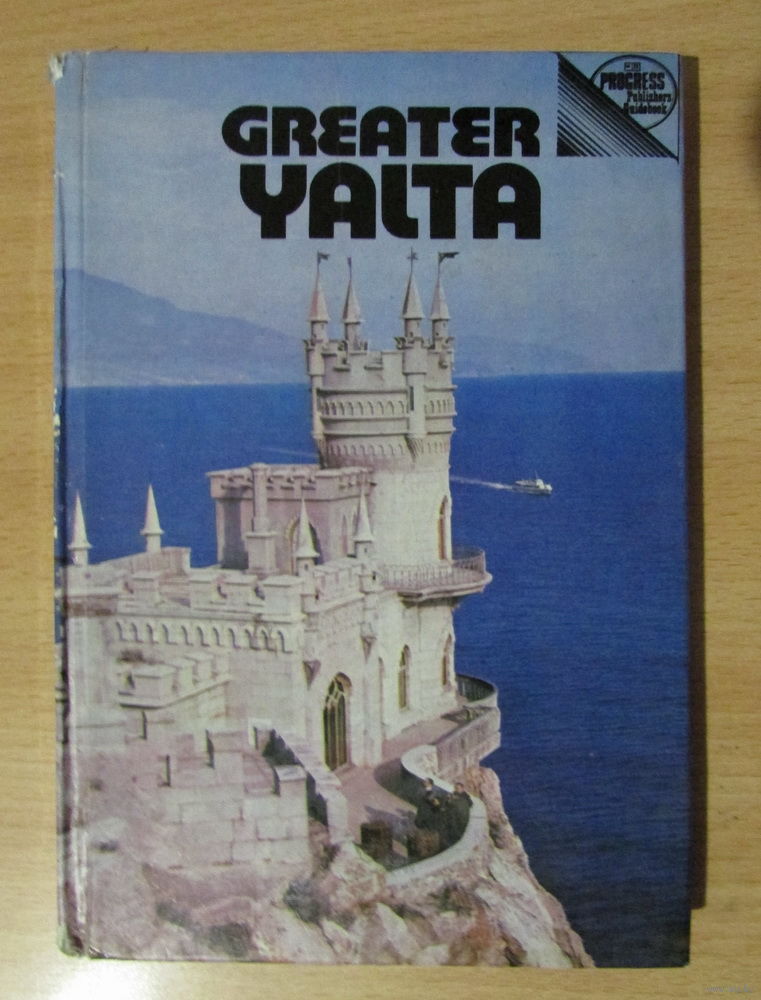 GREATER
YALTA
PROGRESS
Publishers
Guidebook